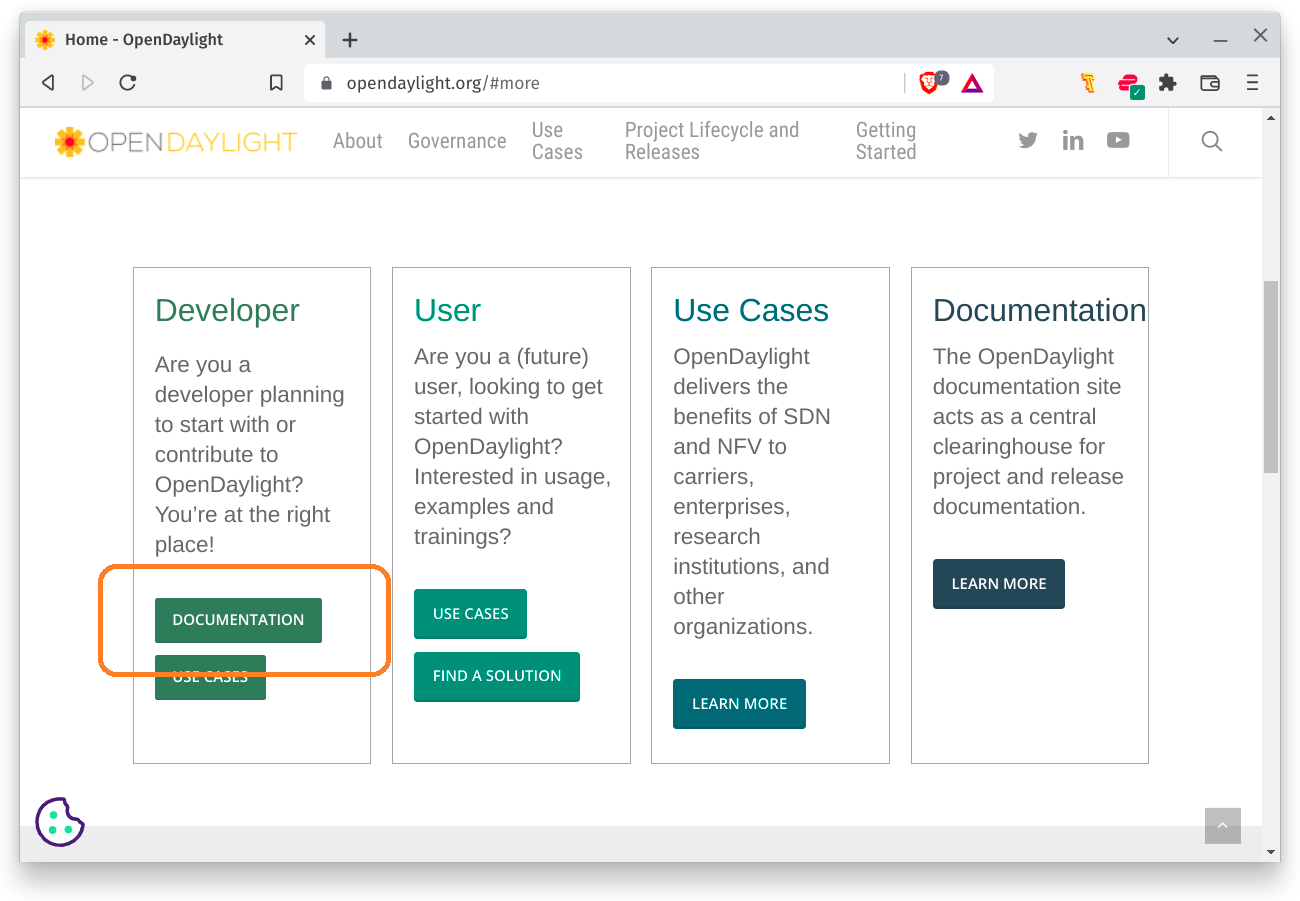 Home - OpenDaylight
opendaylight.org/#more
7
OPENDAYLIGHT
About
Governance
Use
Cases
Project Lifecycle and
Releases
Getting
Started
Developer
Are you a
developer planning
to start with or
contribute to
OpenDaylight?
You’re at the right
place!
DOCUMENTATION
USE CASES
User
Are you a (future)
user, looking to get
started with
OpenDaylight?
Interested in usage,
examples and
trainings?
USE CASES
FIND A SOLUTION
Use Cases
OpenDaylight
delivers the
benefits of SDN
and NFV to
carriers,
enterprises,
research
institutions, and
other
organizations.
LEARN MORE
Documentation
The OpenDaylight
documentation site
acts as a central
clearinghouse for
project and release
documentation.
LEARN MORE